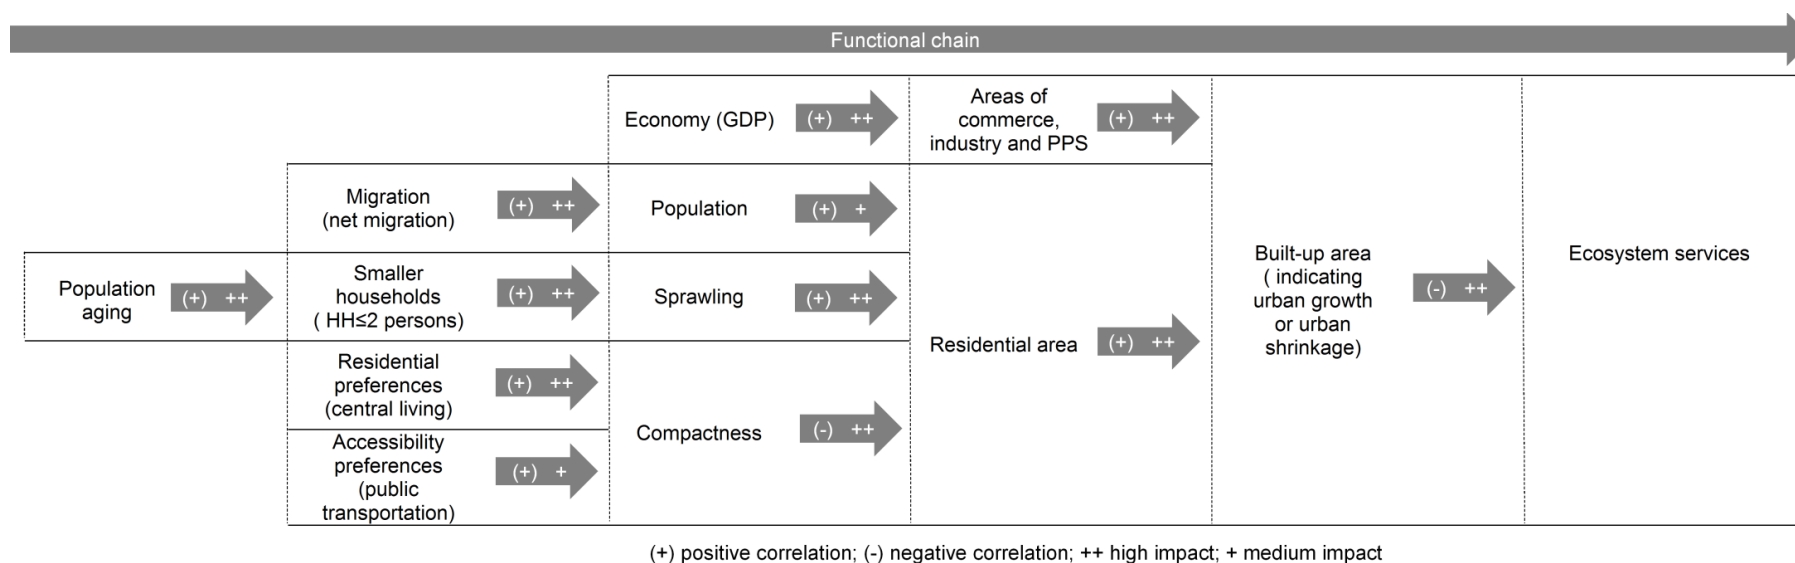 Functional chain
Economy (GDP)
(+) ++
Areas of
commerce,
industry and PPS
(+) ++
Migration
(net migration)
(+) ++
Population
(+) +
Population
aging
(+) ++
Smaller
households
( HH≤2 persons)
(+) ++
Sprawling
(+) ++
Residential
preferences
(central living)
(+) ++
Accessibility
preferences
(public
transportation)
(+) +
Compactness
(-) ++
Residential area
(+) ++
Built-up area
( indicating
urban growth
or urban
shrinkage)
(-) ++
Ecosystem services
(+) positive correlation; (-) negative correlation; ++ high impact; + medium impact